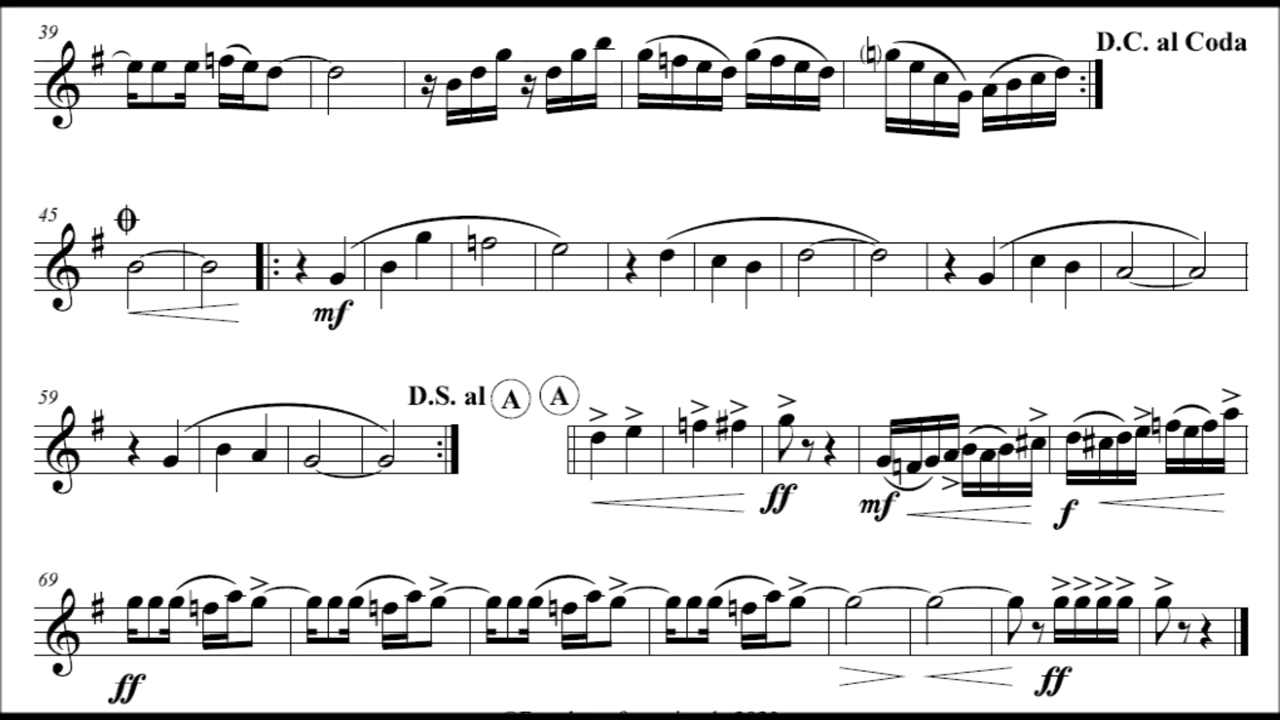 39
D.C. al Coda
45
mf
59
D.S. al A A
ff mf f
69
ff ff